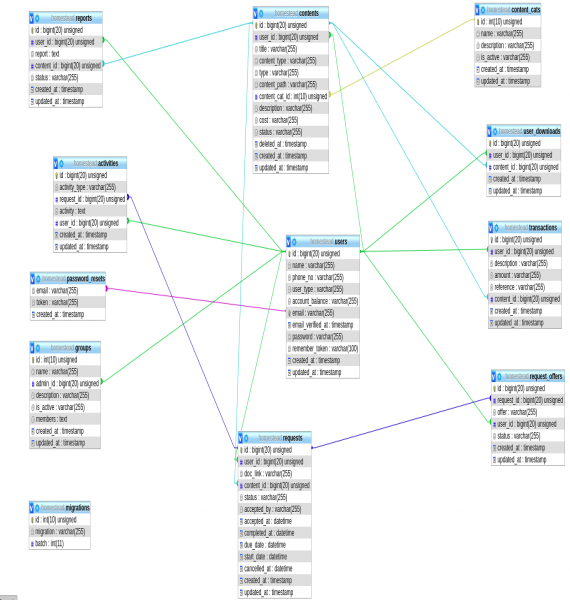 homestead reports
id : bigint(20) unsigned
user_id : bigint(20) unsigned
report : text
content_id : bigint(20) unsigned
status : varchar(255)
created_at : timestamp
updated_at : timestamp
homestead contents
id : bigint(20) unsigned
user_id : bigint(20) unsigned
title : varchar(255)
content_type : varchar(255)
type : varchar(255)
content_path : varchar(255)
content_cat_id : int(10) unsigned
description : varchar(255)
cost : varchar(255)
status : varchar(255)
deleted_at : timestamp
created_at : timestamp
updated_at : timestamp
homestead content_cats
id : int(10) unsigned
name : varchar(255)
description : varchar(255)
is_active : varchar(255)
created_at : timestamp
updated_at : timestamp
homestead user_downloads
id : bigint(20) unsigned
user_id : bigint(20) unsigned
content_id : bigint(20) unsigned
created_at : timestamp
updated_at : timestamp
homestead activities
id : bigint(20) unsigned
activity_type : varchar(255)
request_id : bigint(20) unsigned
activity : text
user_id : bigint(20) unsigned
created_at : timestamp
updated_at : timestamp
homestead users
id : bigint(20) unsigned
name : varchar(255)
phone_no : varchar(255)
user_type : varchar(255)
account_balance : varchar(255)
email : varchar(255)
email_verified_at : timestamp
password : varchar(255)
remember_token : varchar(100)
created_at : timestamp
updated_at : timestamp
homestead transactions
id : bigint(20) unsigned
user_id : bigint(20) unsigned
description : varchar(255)
amount : varchar(255)
reference : varchar(255)
content_id : bigint(20) unsigned
created_at : timestamp
updated_at : timestamp
homestead password_resets
email : varchar(255)
token : varchar(255)
created_at : timestamp
homestead groups
id : int(10) unsigned
name : varchar(255)
admin_id : bigint(20) unsigned
description : varchar(255)
is_active : varchar(255)
members : text
created_at : timestamp
updated_at : timestamp
homestead request_offers
id : bigint(20) unsigned
request_id : bigint(20) unsigned
offer : varchar(255)
user_id : bigint(20) unsigned
status : varchar(255)
created_at : timestamp
updated_at : timestamp
homestead requests
id : bigint(20) unsigned
user_id : bigint(20) unsigned
doc_link : varchar(255)
content_id : bigint(20) unsigned
status : varchar(255)
accepted_by : varchar(255)
accepted_at : datetime
completed_at : datetime
due_date : datetime
start_date : datetime
cancelled_at : datetime
created_at : timestamp
updated_at : timestamp
homestead migrations
id : int(10) unsigned
migration : varchar(255)
batch : int(11)